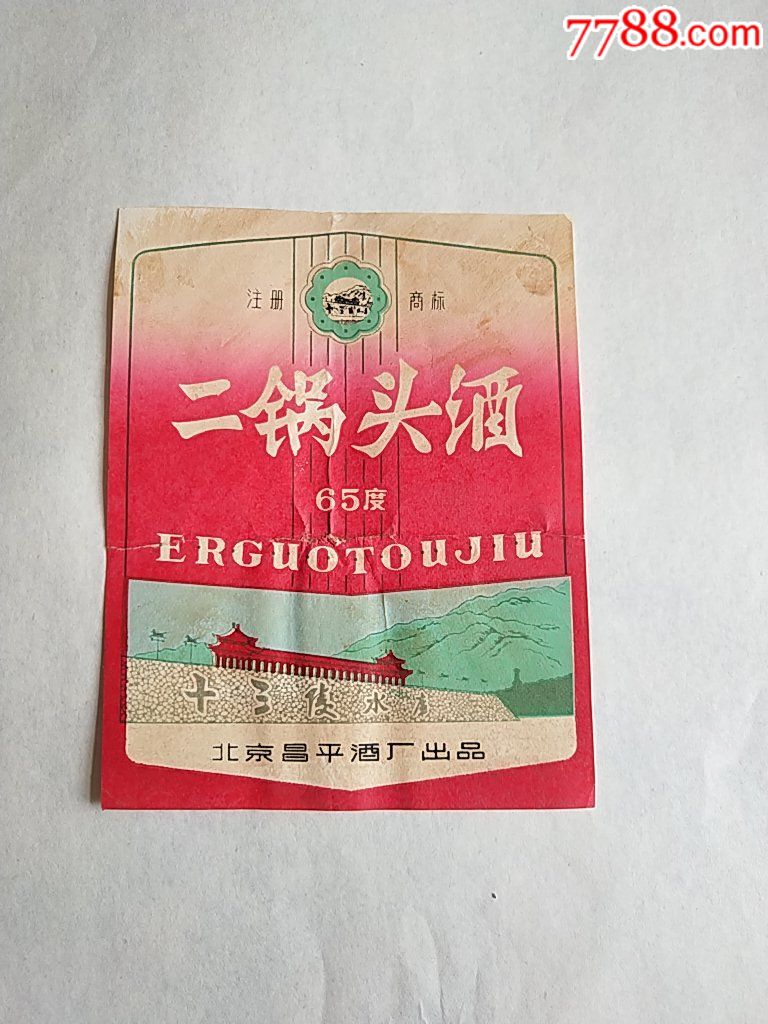 7788.com
注册 商标
二锅头酒
65度
ERGUOTOUJIU
十三陵水库
北京昌平酒厂出品